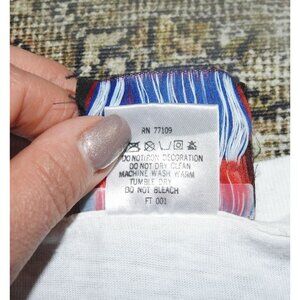 RN 77109
DO NOT IRON DECORATION
DO NOT DRY CLEAN
MACHINE WASH WARM
TUMBLE DRY
DO NOT BLEACH
FT 001